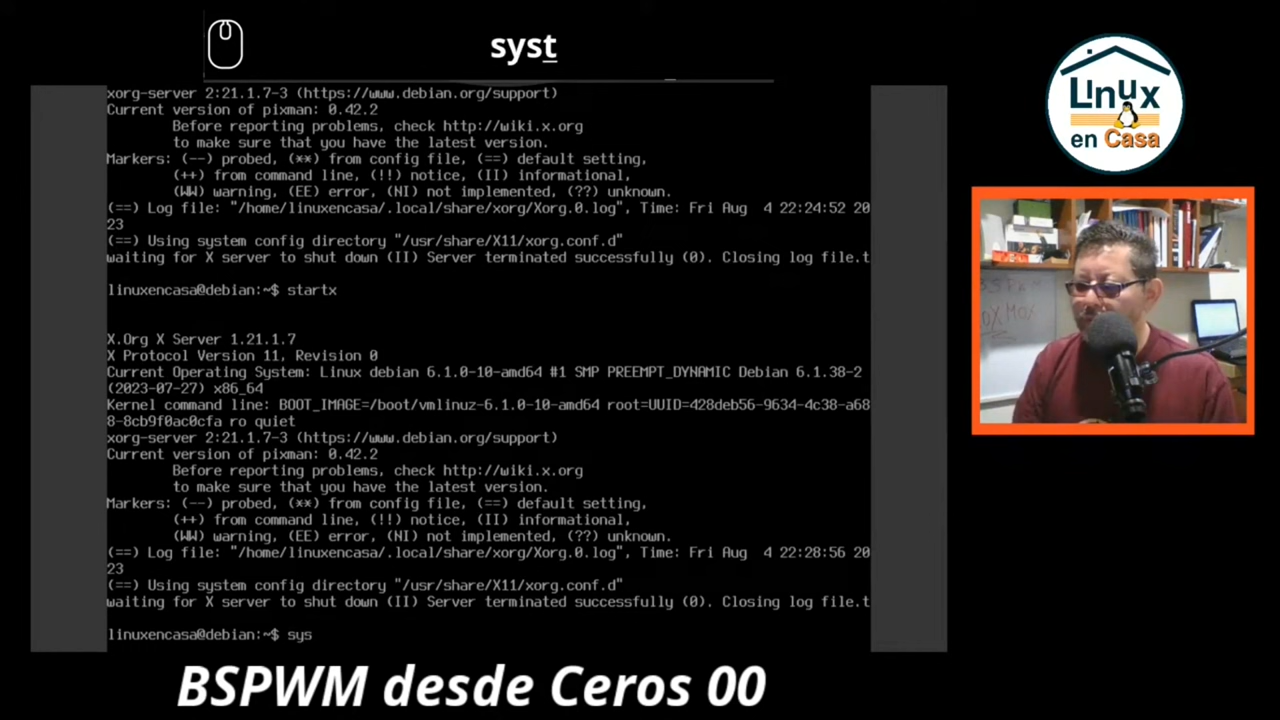 syst
xorg-server 2:21.1.7-3 (https://www.debian.org/support)
Current version of pixman: 0.42.2
Before reporting problems, check http://wiki.x.org
to make sure that you have the latest version.
Markers: (--) probed, (**) from config file, (==) default setting,
(++) from command line, (!!) notice, (II) informational,
(WW) warning, (EE) error, (NI) not implemented, (??) unknown.
(==) Log file: "/home/linuxencasa/.local/share/xorg/Xorg.0.log", Time: Fri Aug  4 22:24:52 20
23
(==) Using system config directory "/usr/share/X11/xorg.conf.d"
waiting for X server to shut down (II) Server terminated successfully (0). Closing log file.t
linuxencasa@debian:~$ startx
X.Org X Server 1.21.1.7
X Protocol Version 11, Revision 0
Current Operating System: Linux debian 6.1.0-10-amd64 #1 SMP PREEMPT_DYNAMIC Debian 6.1.38-2
(2023-07-27) x86_64
Kernel command line: BOOT_IMAGE=/boot/vmlinuz-6.1.0-10-amd64 root=UUID=428deb56-9634-4c38-a68
8-8cb9f0ac0cfa ro quiet
xorg-server 2:21.1.7-3 (https://www.debian.org/support)
Current version of pixman: 0.42.2
Before reporting problems, check http://wiki.x.org
to make sure that you have the latest version.
Markers: (--) probed, (**) from config file, (==) default setting,
(++) from command line, (!!) notice, (II) informational,
(WW) warning, (EE) error, (NI) not implemented, (??) unknown.
(==) Log file: "/home/linuxencasa/.local/share/xorg/Xorg.0.log", Time: Fri Aug  4 22:28:56 20
23
(==) Using system config directory "/usr/share/X11/xorg.conf.d"
waiting for X server to shut down (II) Server terminated successfully (0). Closing log file.t
linuxencasa@debian:~$ sys
Linux
en Casa
BSPWM desde Ceros 00